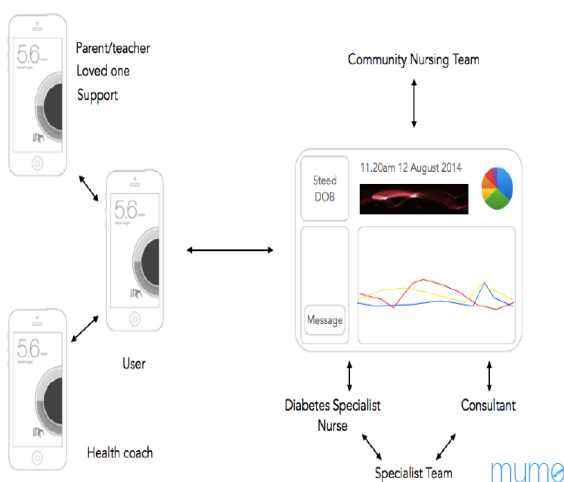 5.6
Parent/teacher
Loved one
Support
5.6
User
5.6
Health coach
Community Nursing Team
Steed
DOB
11.20am 12 August 2014
Message
Diabetes Specialist
Nurse
Consultant
Specialist Team
mumo